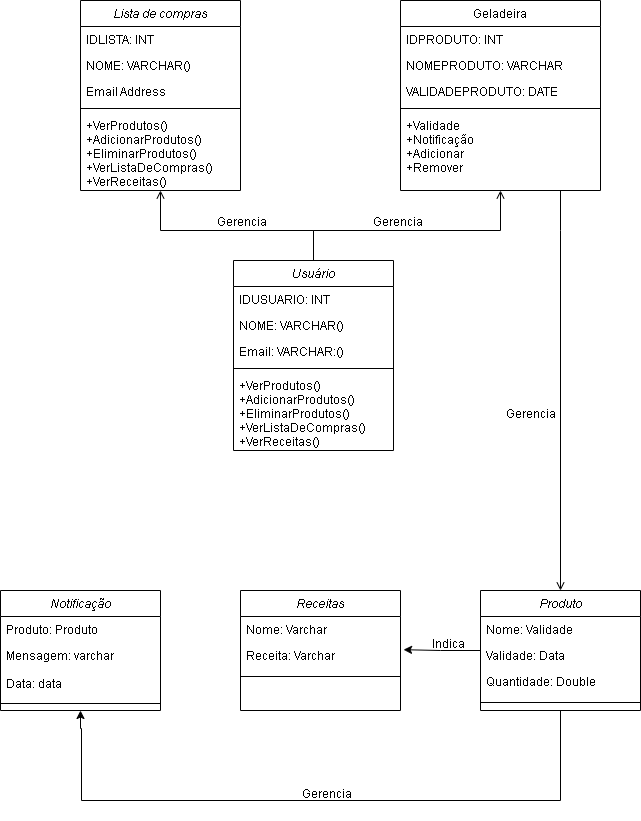 Lista de compras
IDLISTA: INT
NOME: VARCHAR()
Email Address
+VerProdutos()
+AdicionarProdutos()
+EliminarProdutos()
+VerListaDeCompras()
+VerReceitas()
Geladeira
IDPRODUTO: INT
NOMEPRODUTO: VARCHAR
VALIDADEPRODUTO: DATE
+Validade
+Notificação
+Adicionar
+Remover
Gerencia
Gerencia
Usuário
IDUSUARIO: INT
NOME: VARCHAR()
Email: VARCHAR:()
+VerProdutos()
+AdicionarProdutos()
+EliminarProdutos()
+VerListaDeCompras()
+VerReceitas()
Gerencia
Notificação
Produto: Produto
Mensagem: varchar
Data: data
Receitas
Nome: Varchar
Receita: Varchar
Indica
Produto
Nome: Validade
Validade: Data
Quantidade: Double
Gerencia